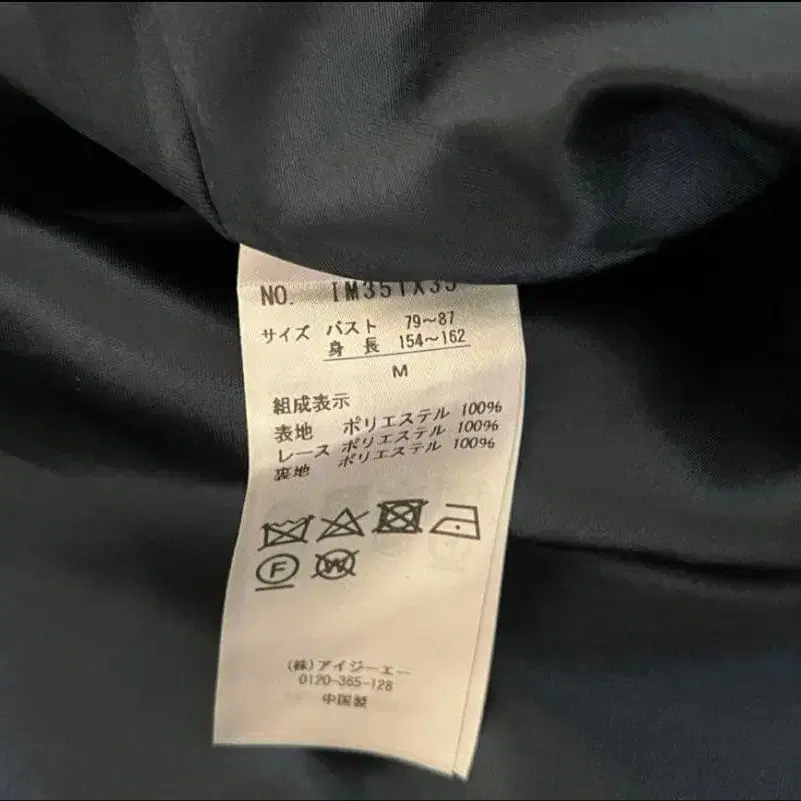 NO. IM351X35
サイズ バスト 79～87
身長 154～162
M
組成表示
表地 ポリエステル 100%
レース ポリエステル 100%
裏地 ポリエステル 100%
F W
(株)アイジーエー
0120-365-128
中国製